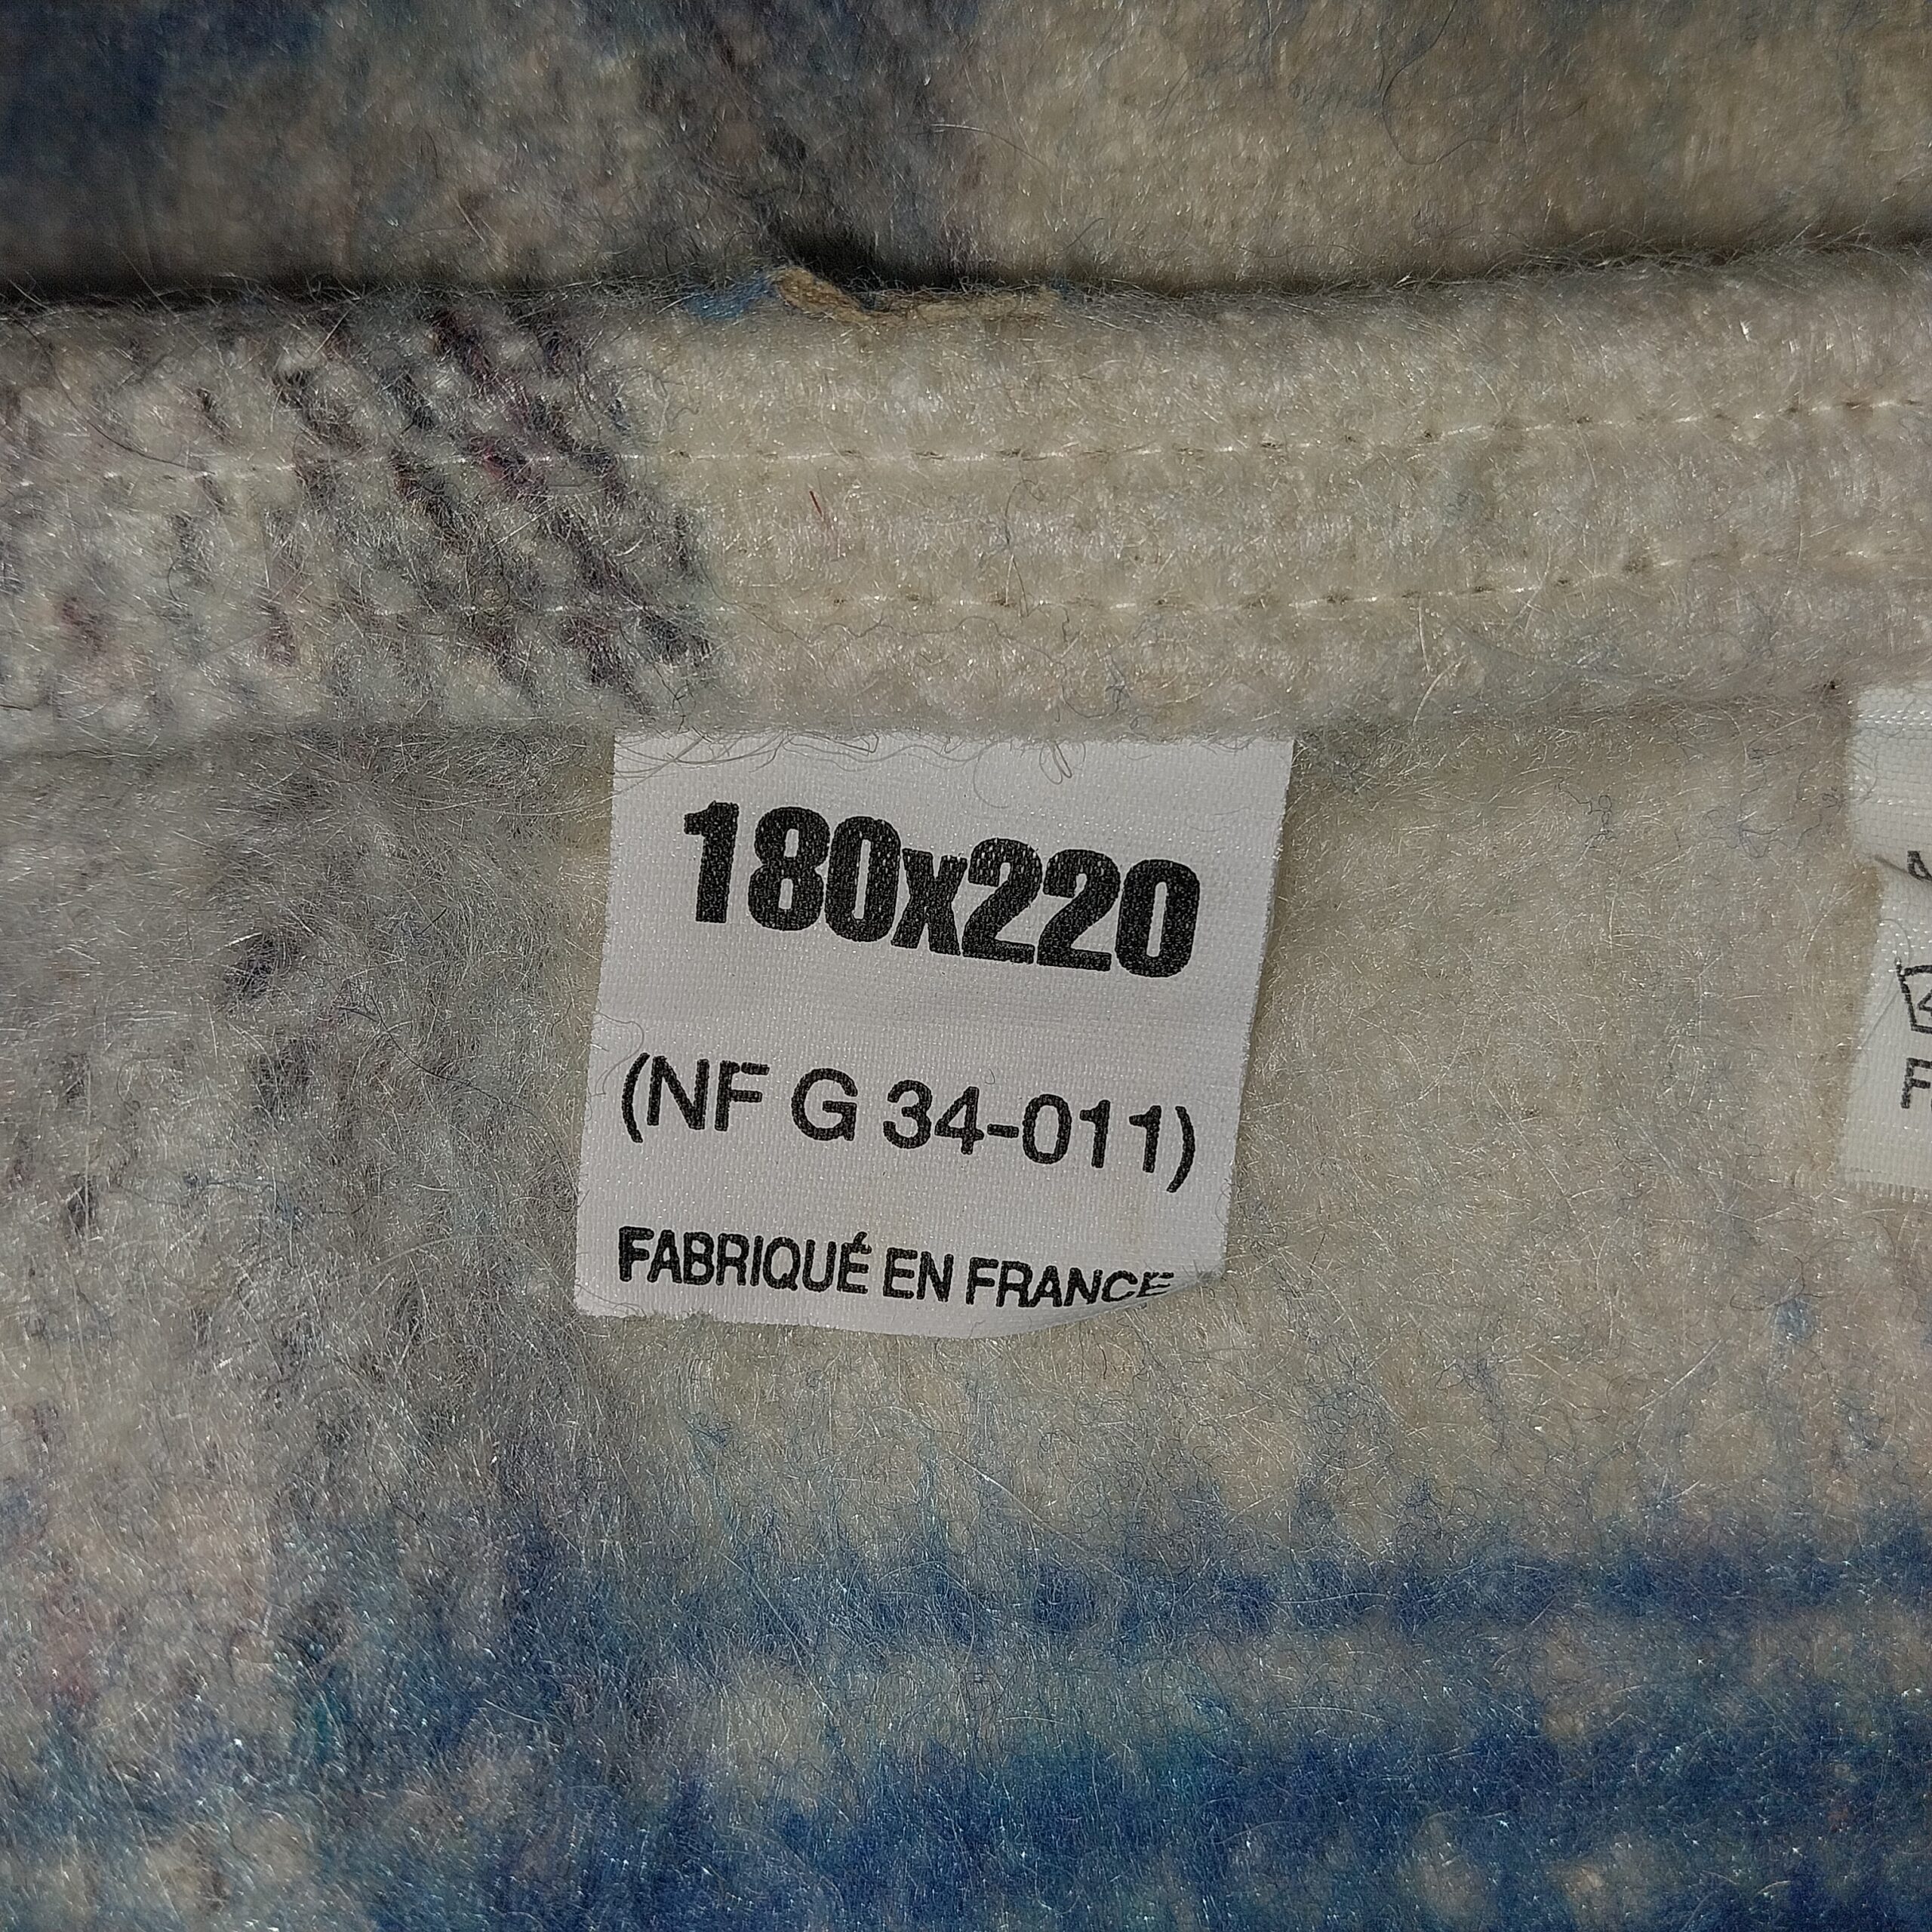 180x220
(NF G 34-011)
FABRIQUÉ EN FRANCE